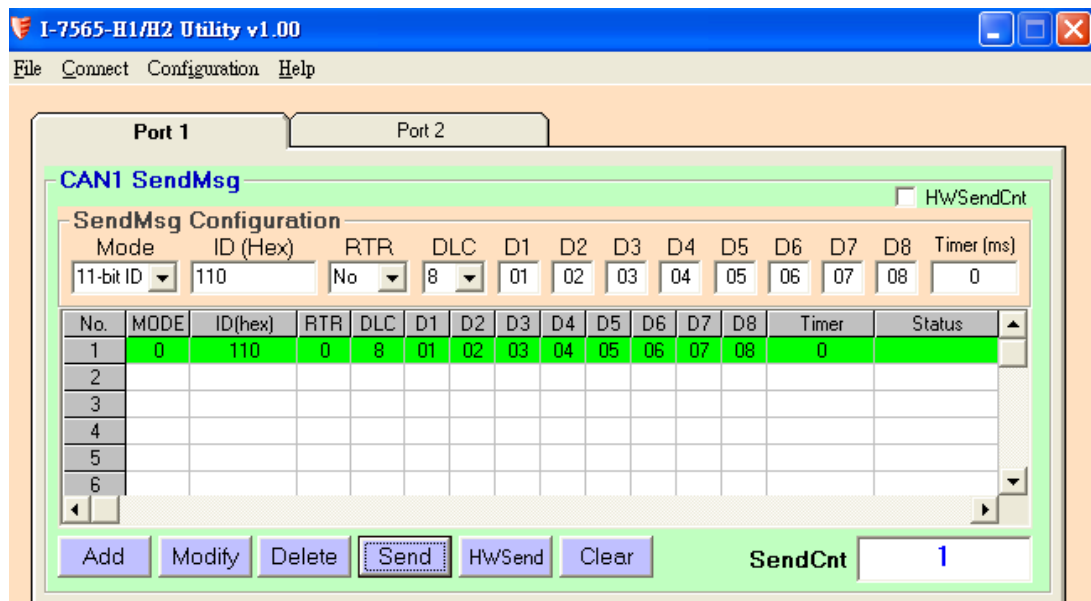 I-7565-H1/H2 Utility v1.00
File Connect Configuration Help
Port 1 Port 2
CAN1 SendMsg
HWSendCnt
SendMsg Configuration
Mode ID (Hex) RTR DLC D1 D2 D3 D4 D5 D6 D7 D8 Timer (ms)
11-bit ID 110 No 8 01 02 03 04 05 06 07 08 0
No. MODE ID(hex) RTR DLC D1 D2 D3 D4 D5 D6 D7 D8 Timer Status
1 0 110 0 8 01 02 03 04 05 06 07 08 0
2
3
4
5
6
Add Modify Delete Send HWSend Clear SendCnt 1